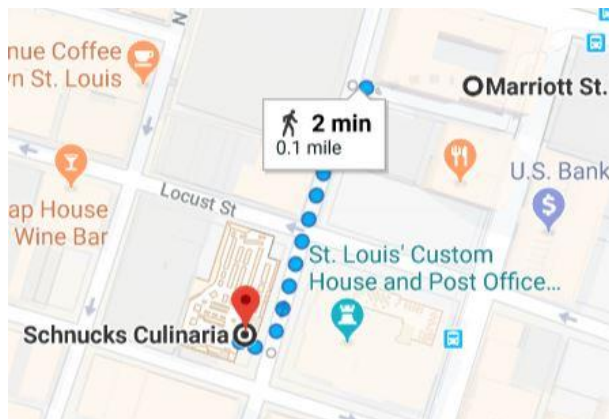 nue Coffee
vn St. Louis
Marriott St.
2 min
0.1 mile
U.S. Bank
Locust St
ap House
Wine Bar
St. Louis' Custom
House and Post Office...
Schnucks Culinaria